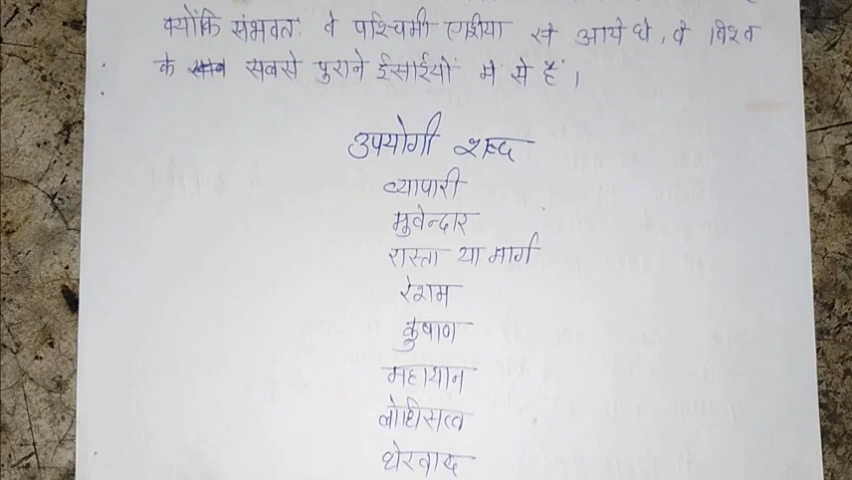 क्योंकि संभवतः वे पश्चिमी एशिया से आये थे, वे विश्व
के सबसे पुराने ईसाईयों में से हैं।
उपयोगी शब्द
व्यापारी
मुवेन्दार
रास्ता या मार्ग
रेशम
कुषाण
महायान
बोधिसत्व
थेरवाद